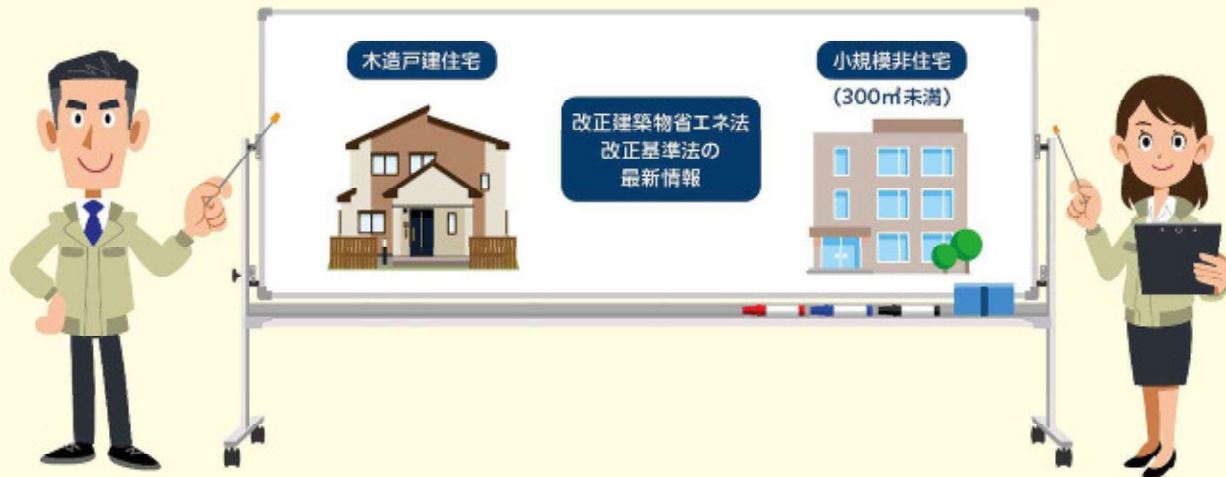 木造戸建住宅
改正建築物省エネ法
改正基準法の
最新情報
小規模非住宅
(300㎡未満)